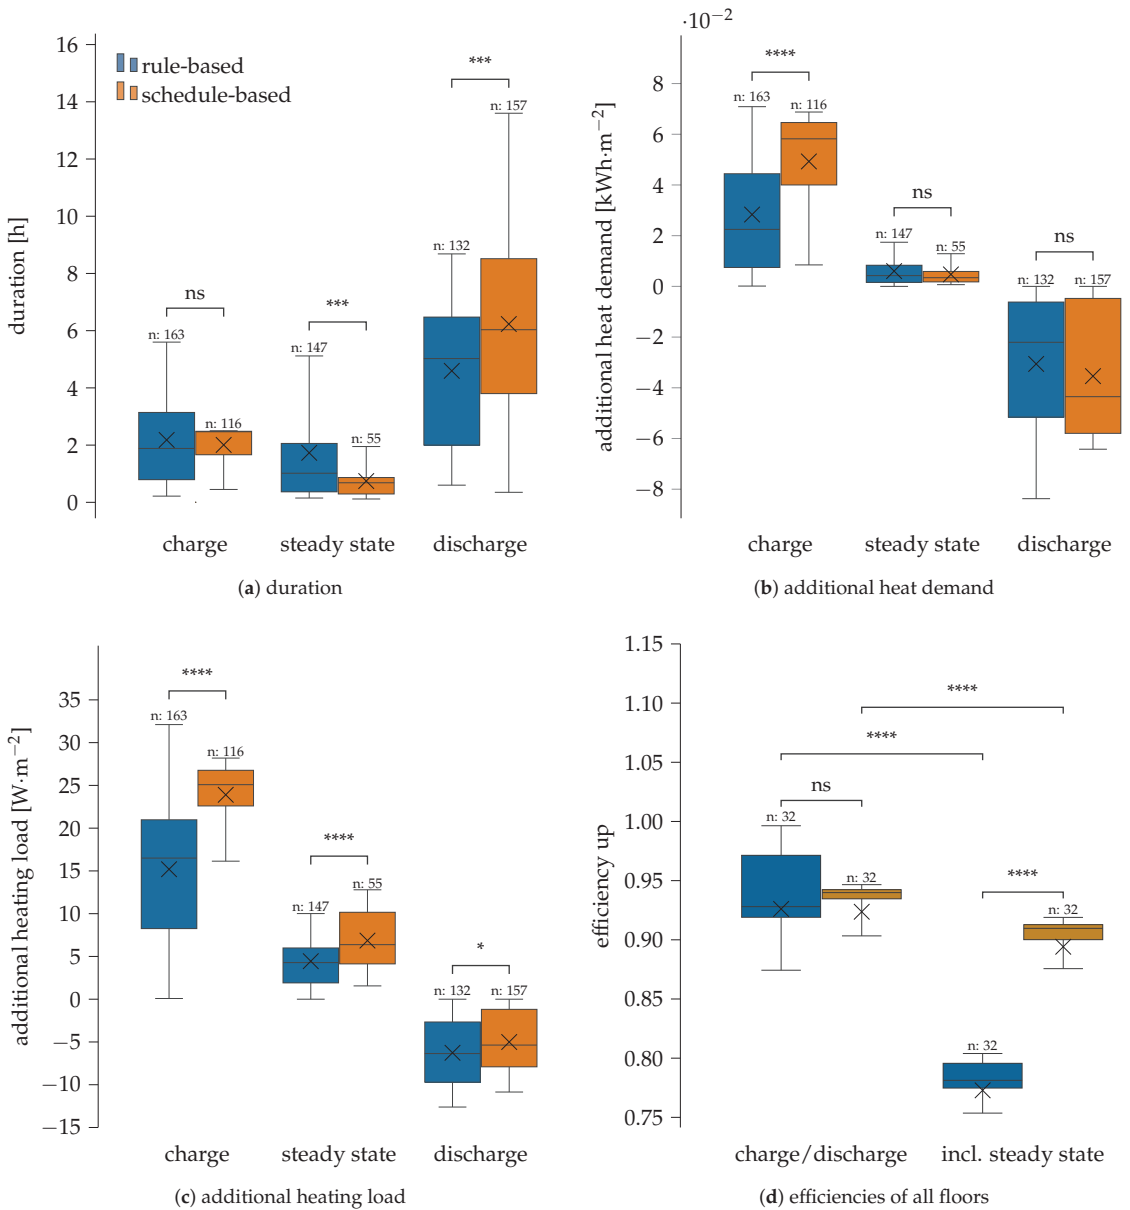 16
14
12
10
8
6
4
2
0
duration [h]
rule-based
schedule-based
n: 163
ns
n: 116
n: 147
***
n: 55
n: 132
***
n: 157
charge
steady state
discharge
(a) duration
·10−2
8
6
4
2
0
−2
−4
−6
−8
additional heat demand [kWh·m−2]
****
n: 163
n: 116
ns
n: 147
n: 55
ns
n: 132
n: 157
charge
steady state
discharge
(b) additional heat demand
35
30
25
20
15
10
5
0
−5
−10
−15
additional heating load [W·m−2]
****
n: 163
n: 116
****
n: 147
n: 55
*
n: 132
n: 157
charge
steady state
discharge
(c) additional heating load
1.15
1.10
1.05
1.00
0.95
0.90
0.85
0.80
0.75
efficiency up
****
****
ns
n: 32
n: 32
****
n: 32
n: 32
charge/discharge
incl. steady state
(d) efficiencies of all floors